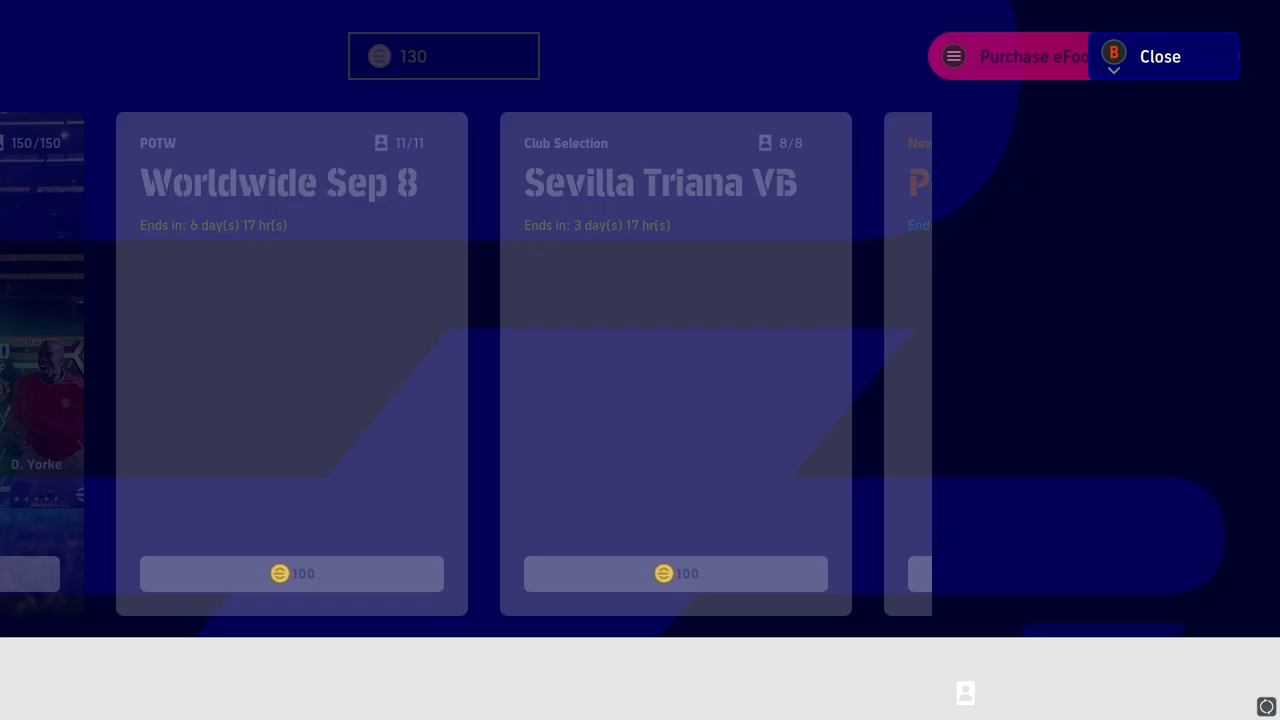 130
Purchase eFoo
B
Close
150/150
POTW
11/11
Worldwide Sep 8
Ends in: 6 day(s) 17 hr(s)
100
Club Selection
8/8
Sevilla Triana VB
Ends in: 3 day(s) 17 hr(s)
100
P
D. Yorke